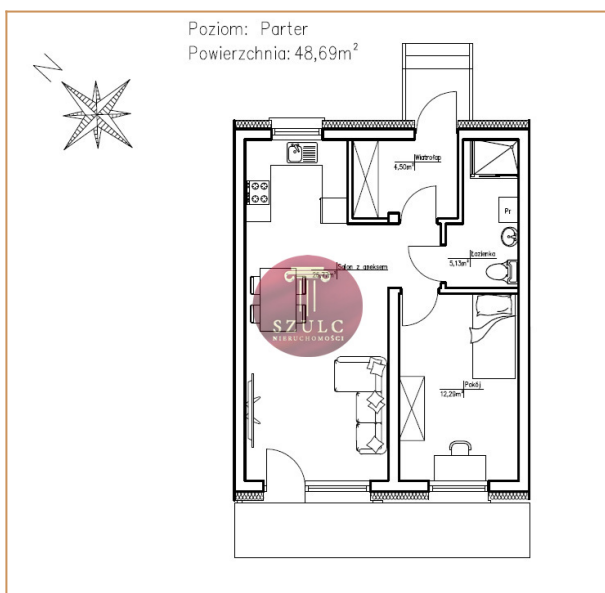 Poziom: Parter
Powierzchnia: 48,69m²
N
Wiatrołap
4,50m²
Pr
Łazienka
5,13m²
Salon z aneksem
SZULC
NIERUCHOMOŚCI
Pokój
12,29m²